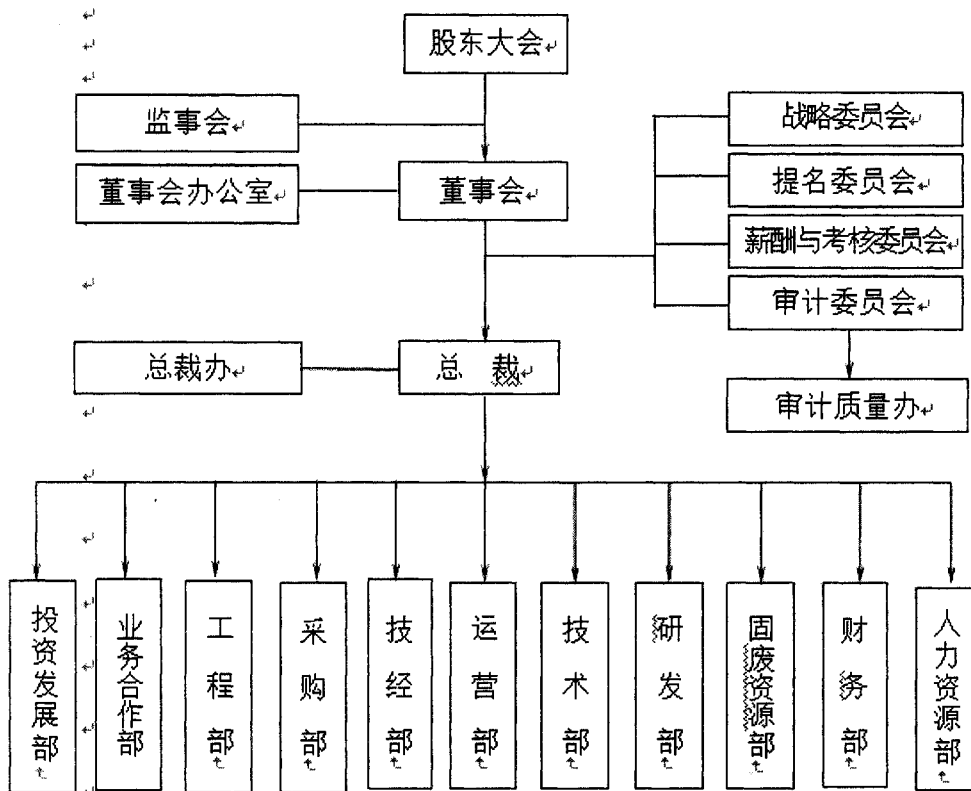 股东大会
监事会
战略委员会
提名委员会
董事会办公室
董事会
薪酬与考核委员会
审计委员会
总裁办
总 裁
审计质量办
投资发展部
业务合作部
工程部
采购部
技经部
运营部
技术部
研发部
固废资源部
财务部
人力资源部